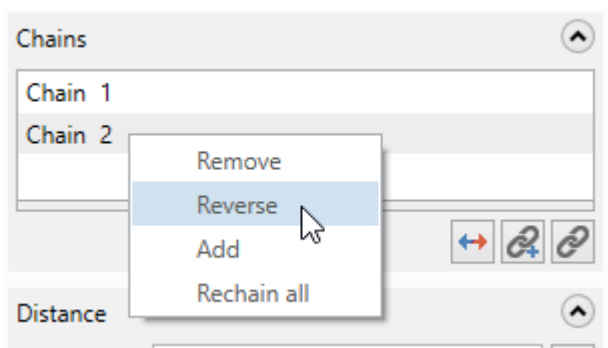 Chains
Chain 1
Chain 2
Remove
Reverse
Add
Rechain all
Distance